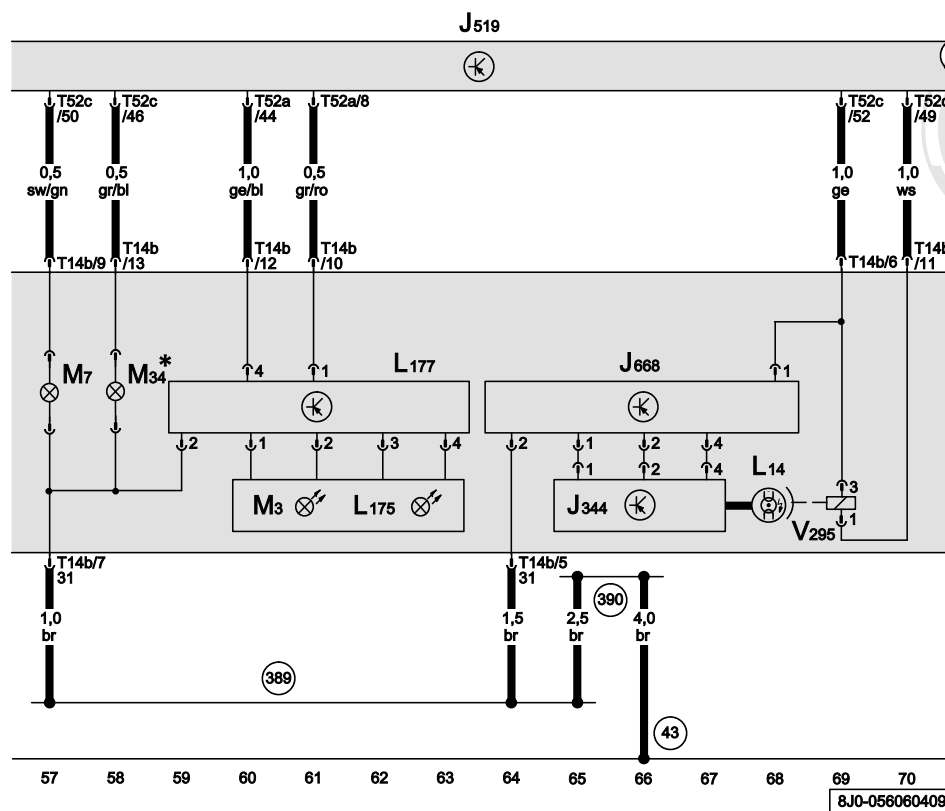 J519
T52c T52c T52a T52a/8 T52c T52c
/50 /46 /44 /52 /49
0,5 0,5 1,0 0,5 1,0 1,0
sw/gn gr/bl ge/bl gr/ro ge ws
T14b/9 T14b T14b T14b T14b/6 T14b
/13 /12 /10 /11
M7 M34* 4 1 L177 J668 1
2 1 2 3 4 2 1 2 4
1 2 4 L14 3
M3 L175 J344 V295 1
T14b/7 T14b/5
31 31
1,0 1,5 2,5 390 4,0
br br br br
389
43
57 58 59 60 61 62 63 64 65 66 67 68 69 70
8J0-056060409